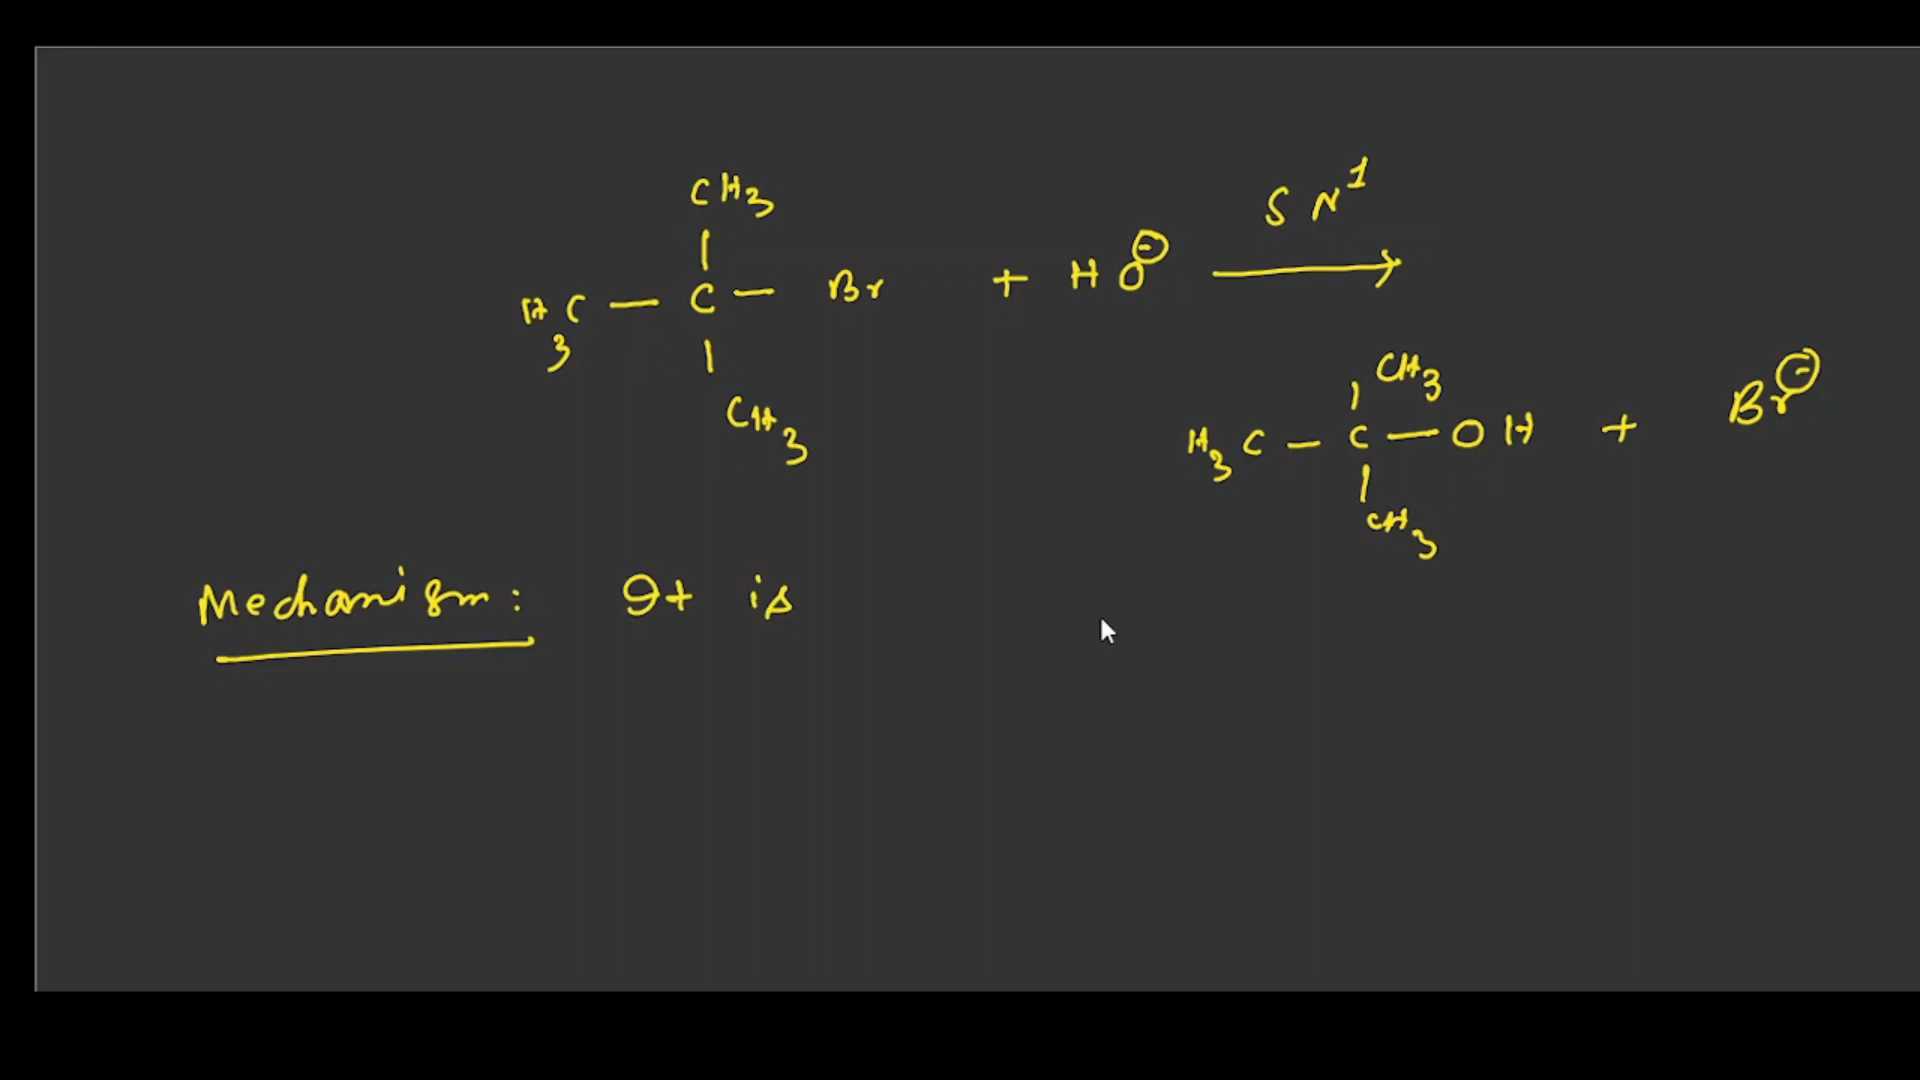 CH3
H3C — C — Br + HO⊖ ⟶ SN1
CH3
CH3
H3C — C — OH + Br⊖
CH3
Mechanism: It is